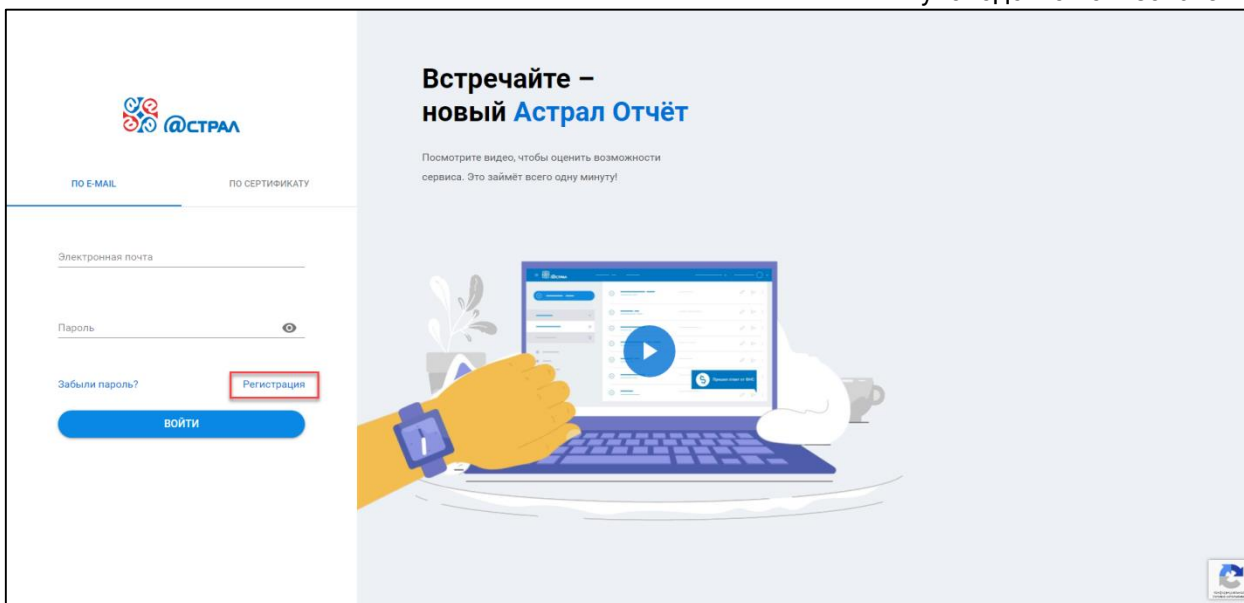 @СТРАЛ
ПО E-MAIL
ПО СЕРТИФИКАТУ
Электронная почта
Пароль
Забыли пароль?
Регистрация
ВОЙТИ
Встречайте –
новый Астрал Отчёт
Посмотрите видео, чтобы оценить возможности
сервиса. Это займёт всего одну минуту!